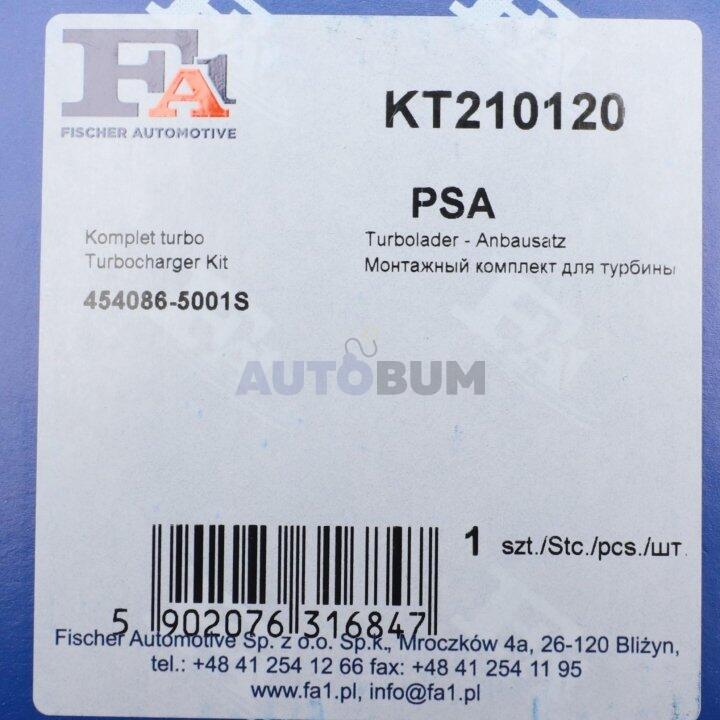 FA1
FISCHER AUTOMOTIVE
KT210120
PSA
Komplet turbo
Turbocharger Kit
454086-5001S
Turbolader - Anbausatz
Монтажный комплект для турбины
AUTOBUM
1 szt./Stc./pcs./шт.
5 902076 316847
Fischer Automotive Sp. z o.o. Sp.k., Mroczków 4a, 26-120 Bliżyn,
tel.: +48 41 254 12 66 fax: +48 41 254 11 95
www.fa1.pl, info@fa1.pl